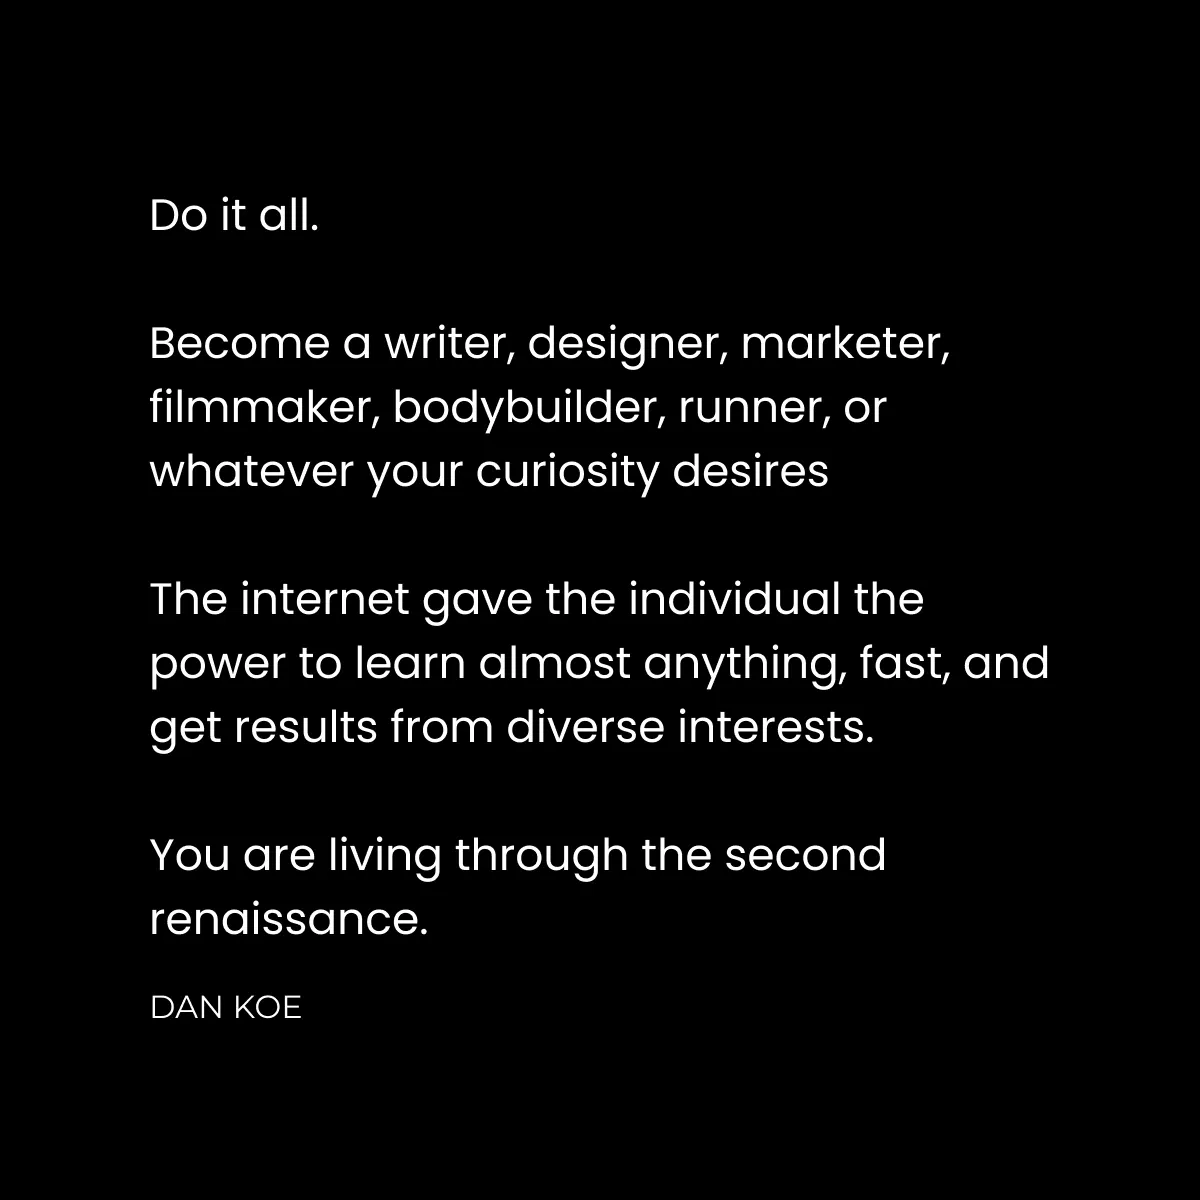 Do it all.
Become a writer, designer, marketer,
filmmaker, bodybuilder, runner, or
whatever your curiosity desires
The internet gave the individual the
power to learn almost anything, fast, and
get results from diverse interests.
You are living through the second
renaissance.
DAN KOE